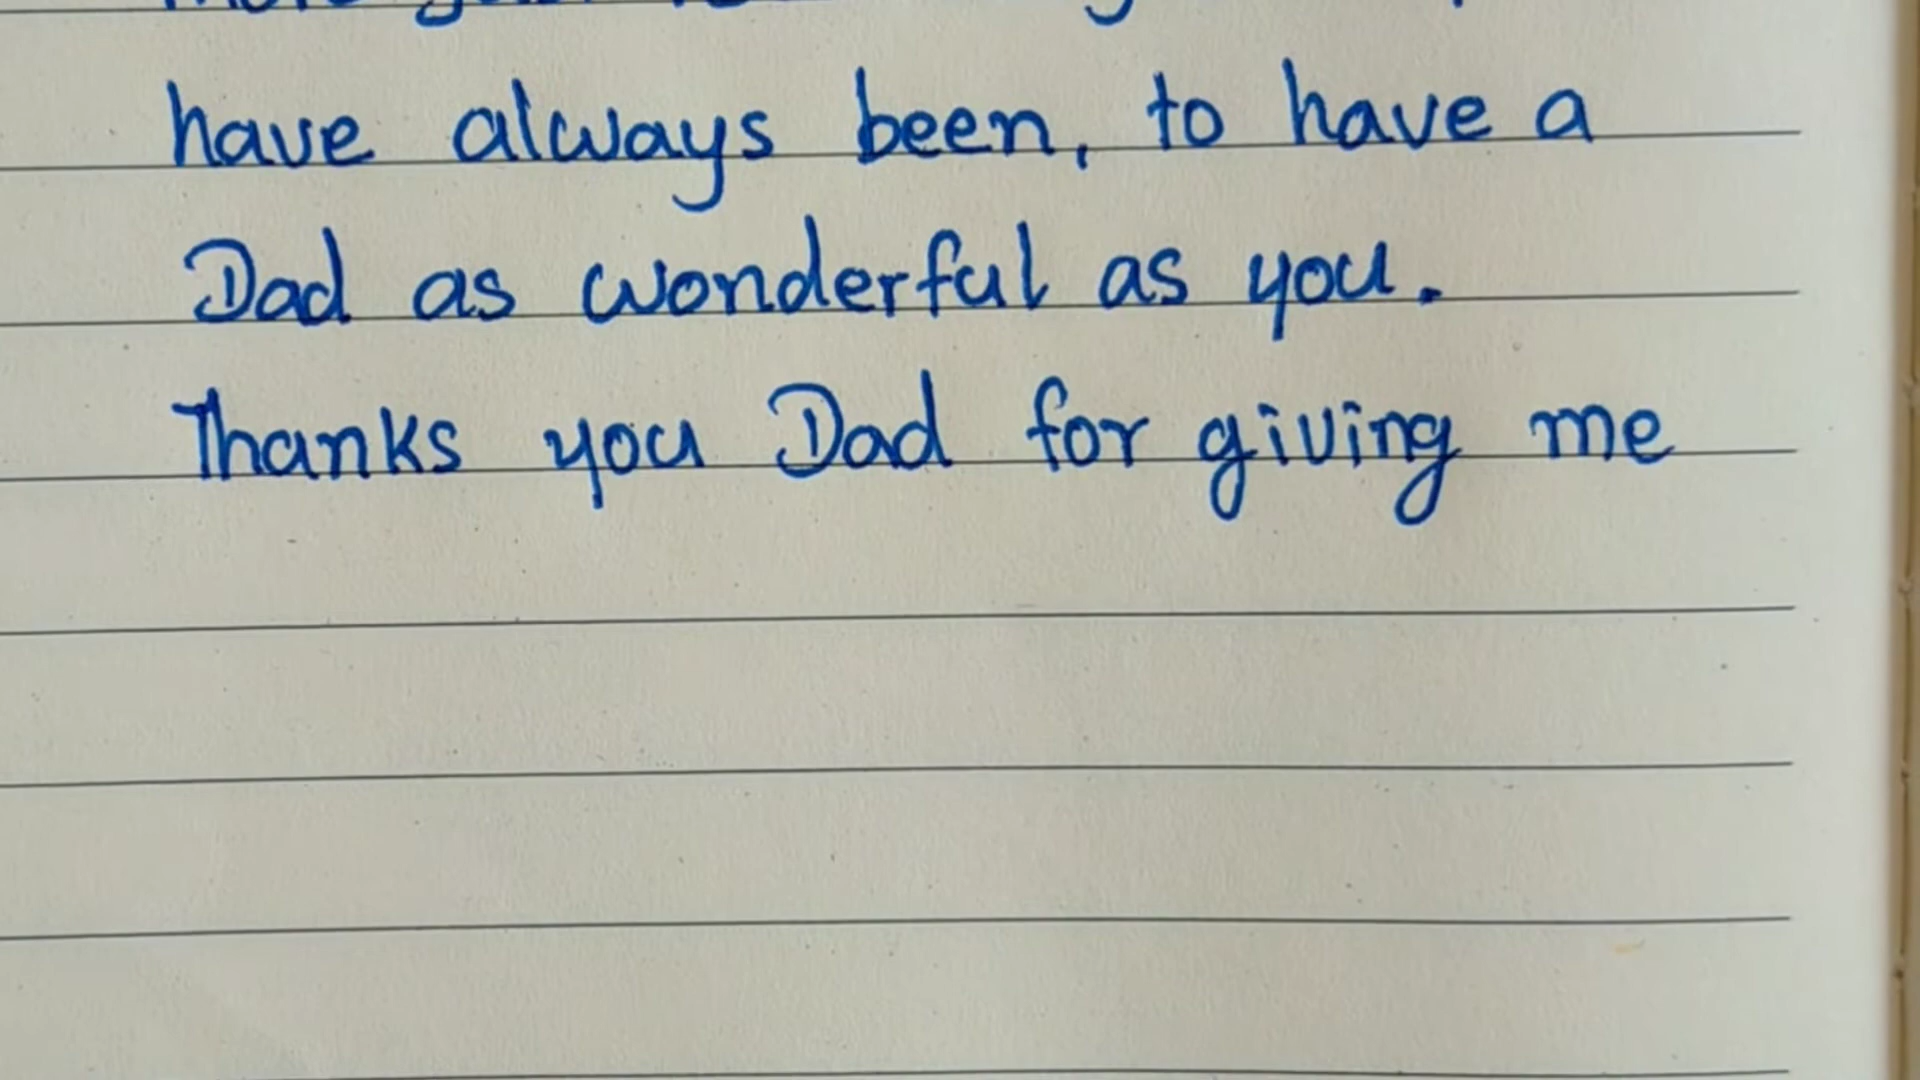 have always been, to have a
Dad as wonderful as you.
Thanks you Dad for giving me